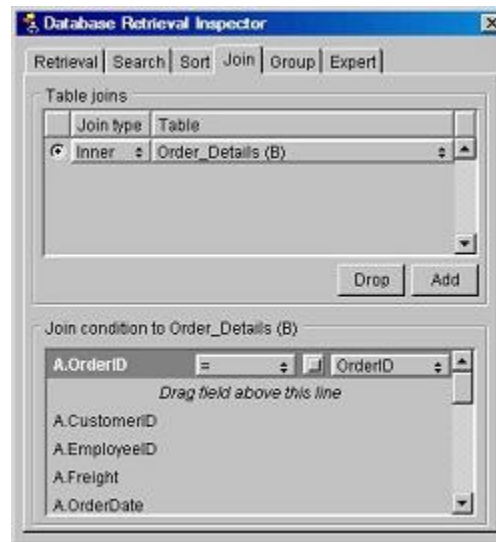 Database Retrieval Inspector
Retrieval Search Sort Join Group Expert
Table joins
Join type Table
Inner Order_Details (B)
Drop Add
Join condition to Order_Details (B)
A.OrderID = OrderID
Drag field above this line
A.CustomerID
A.EmployeeID
A.Freight
A.OrderDate